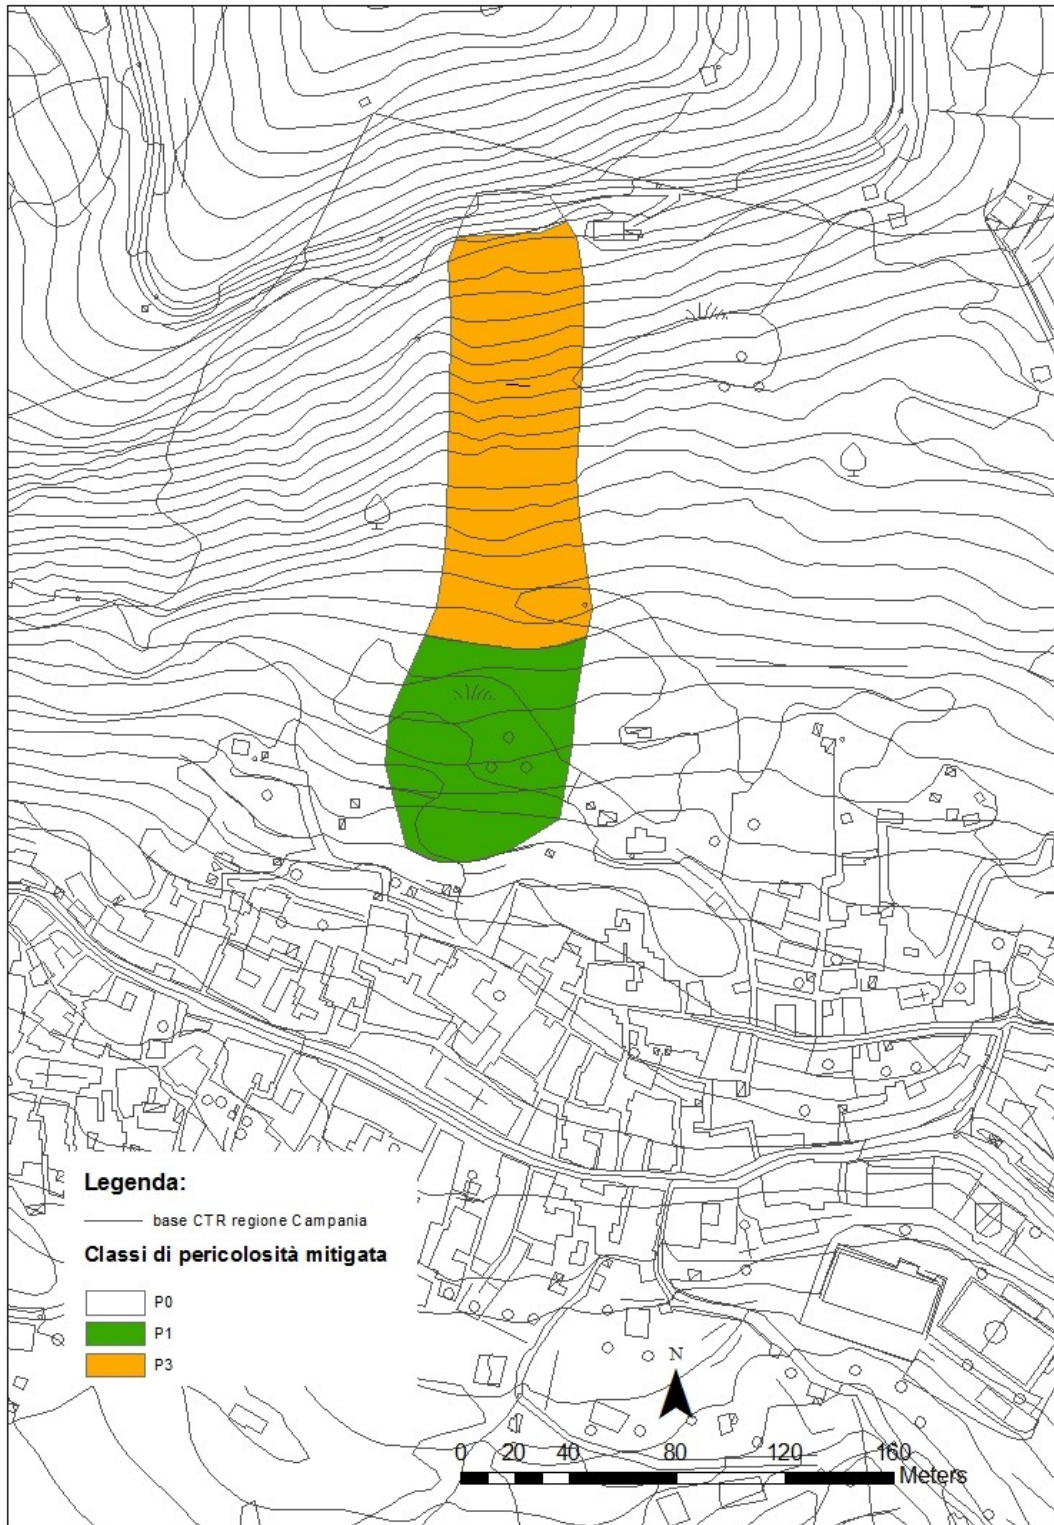 Legenda:
base CTR regione Campania
Classi di pericolosità mitigata
P0
P1
P3
N
0 20 40 80 120 160
Meters